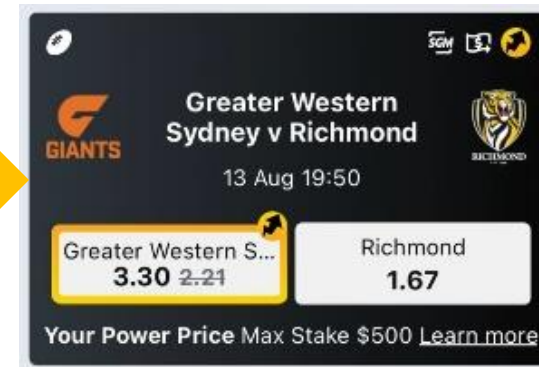 SGM
GIANTS
Greater Western
Sydney v Richmond
RICHMOND
13 Aug 19:50
Greater Western S...
3.30 2.21
Richmond
1.67
Your Power Price Max Stake $500 Learn more